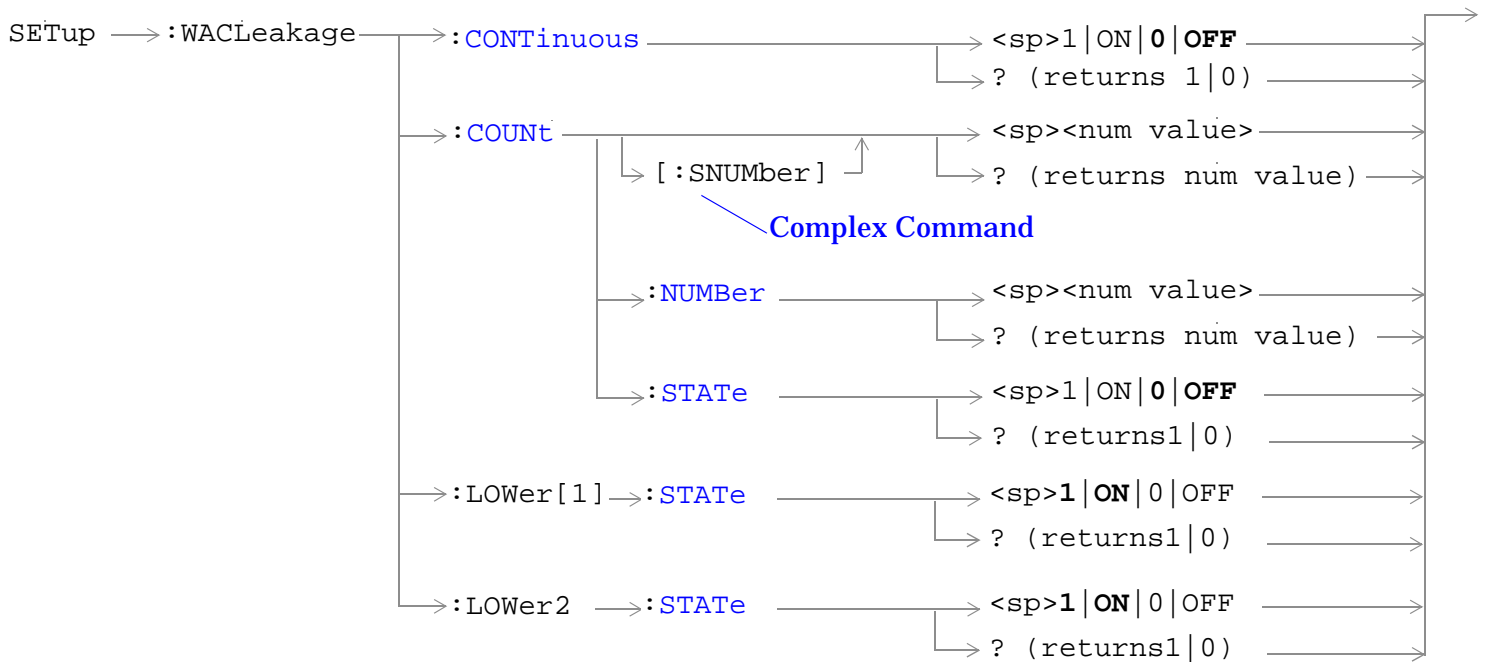 SETup :WACLeakage :CONTinuous <sp>1|ON|0|OFF
? (returns 1|0)
:COUNt <sp><num value>
[:SNUMber] ? (returns num value)
Complex Command
:NUMBer <sp><num value>
? (returns num value)
:STATe <sp>1|ON|0|OFF
? (returns1|0)
:LOWer[1] :STATe <sp>1|ON|0|OFF
? (returns1|0)
:LOWer2 :STATe <sp>1|ON|0|OFF
? (returns1|0)